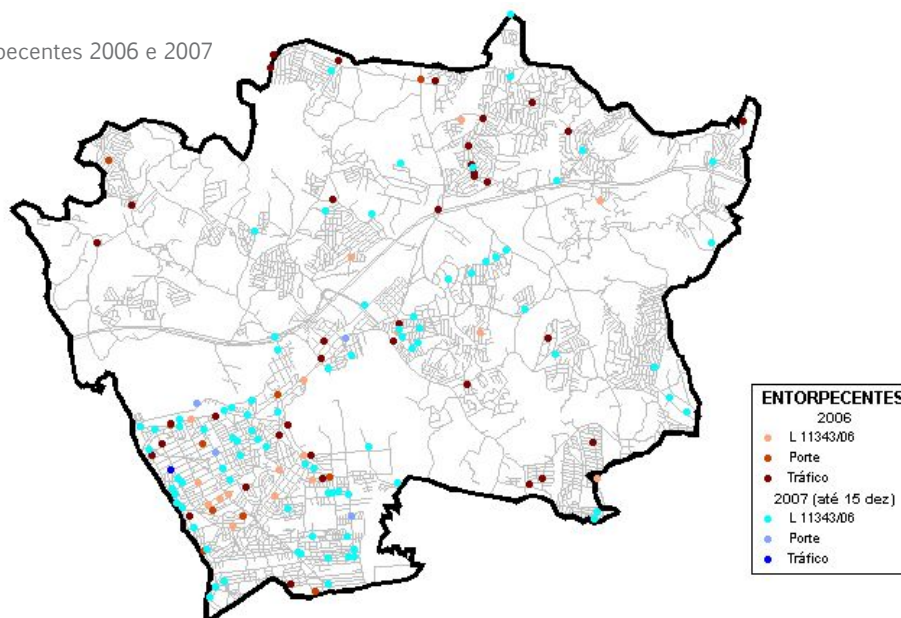 pecentes 2006 e 2007
ENTORPECENTES
2006
L 11343/06
Porte
Tráfico
2007 (até 15 dez)
L 11343/06
Porte
Tráfico